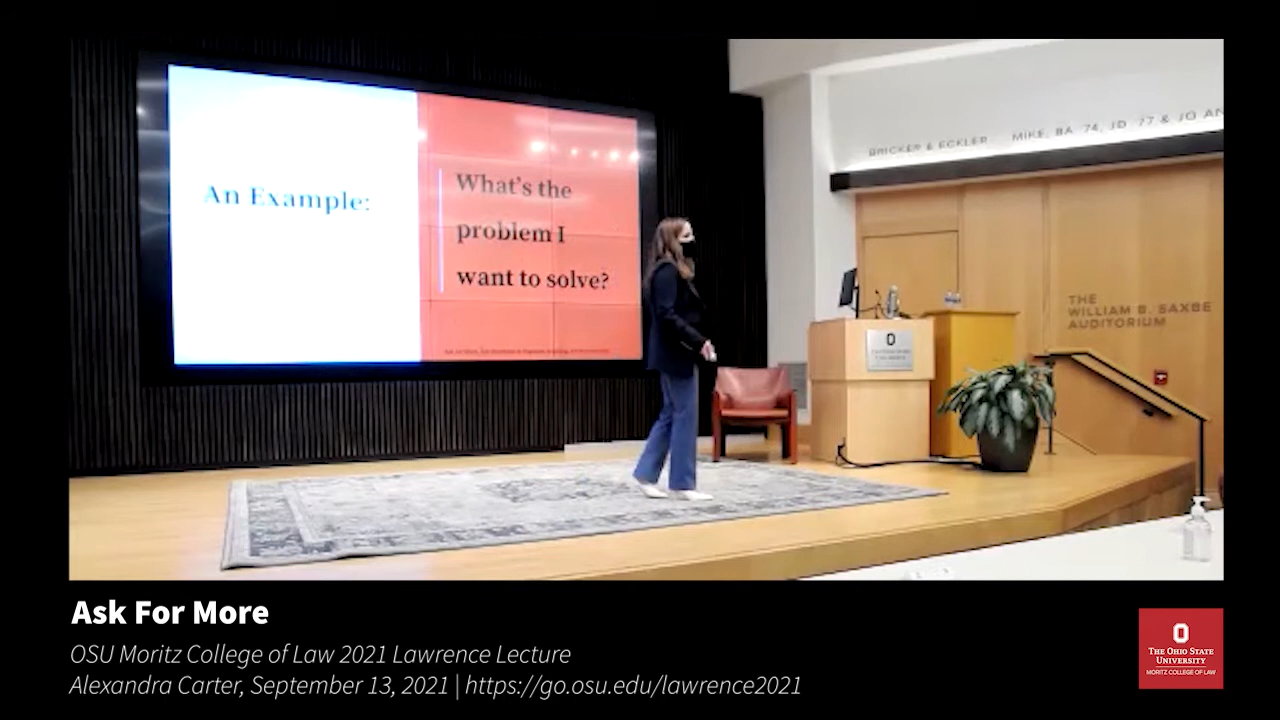 An Example:
What's the
problem I
want to solve?
BRICKER & ECKLER MIKE, BA '74, JD '77 & JO AN
THE
WILLIAM B. SAXBE
AUDITORIUM
Ask For More
OSU Moritz College of Law 2021 Lawrence Lecture
Alexandra Carter, September 13, 2021 | https://go.osu.edu/lawrence2021
O
THE OHIO STATE
UNIVERSITY
MORITZ COLLEGE OF LAW